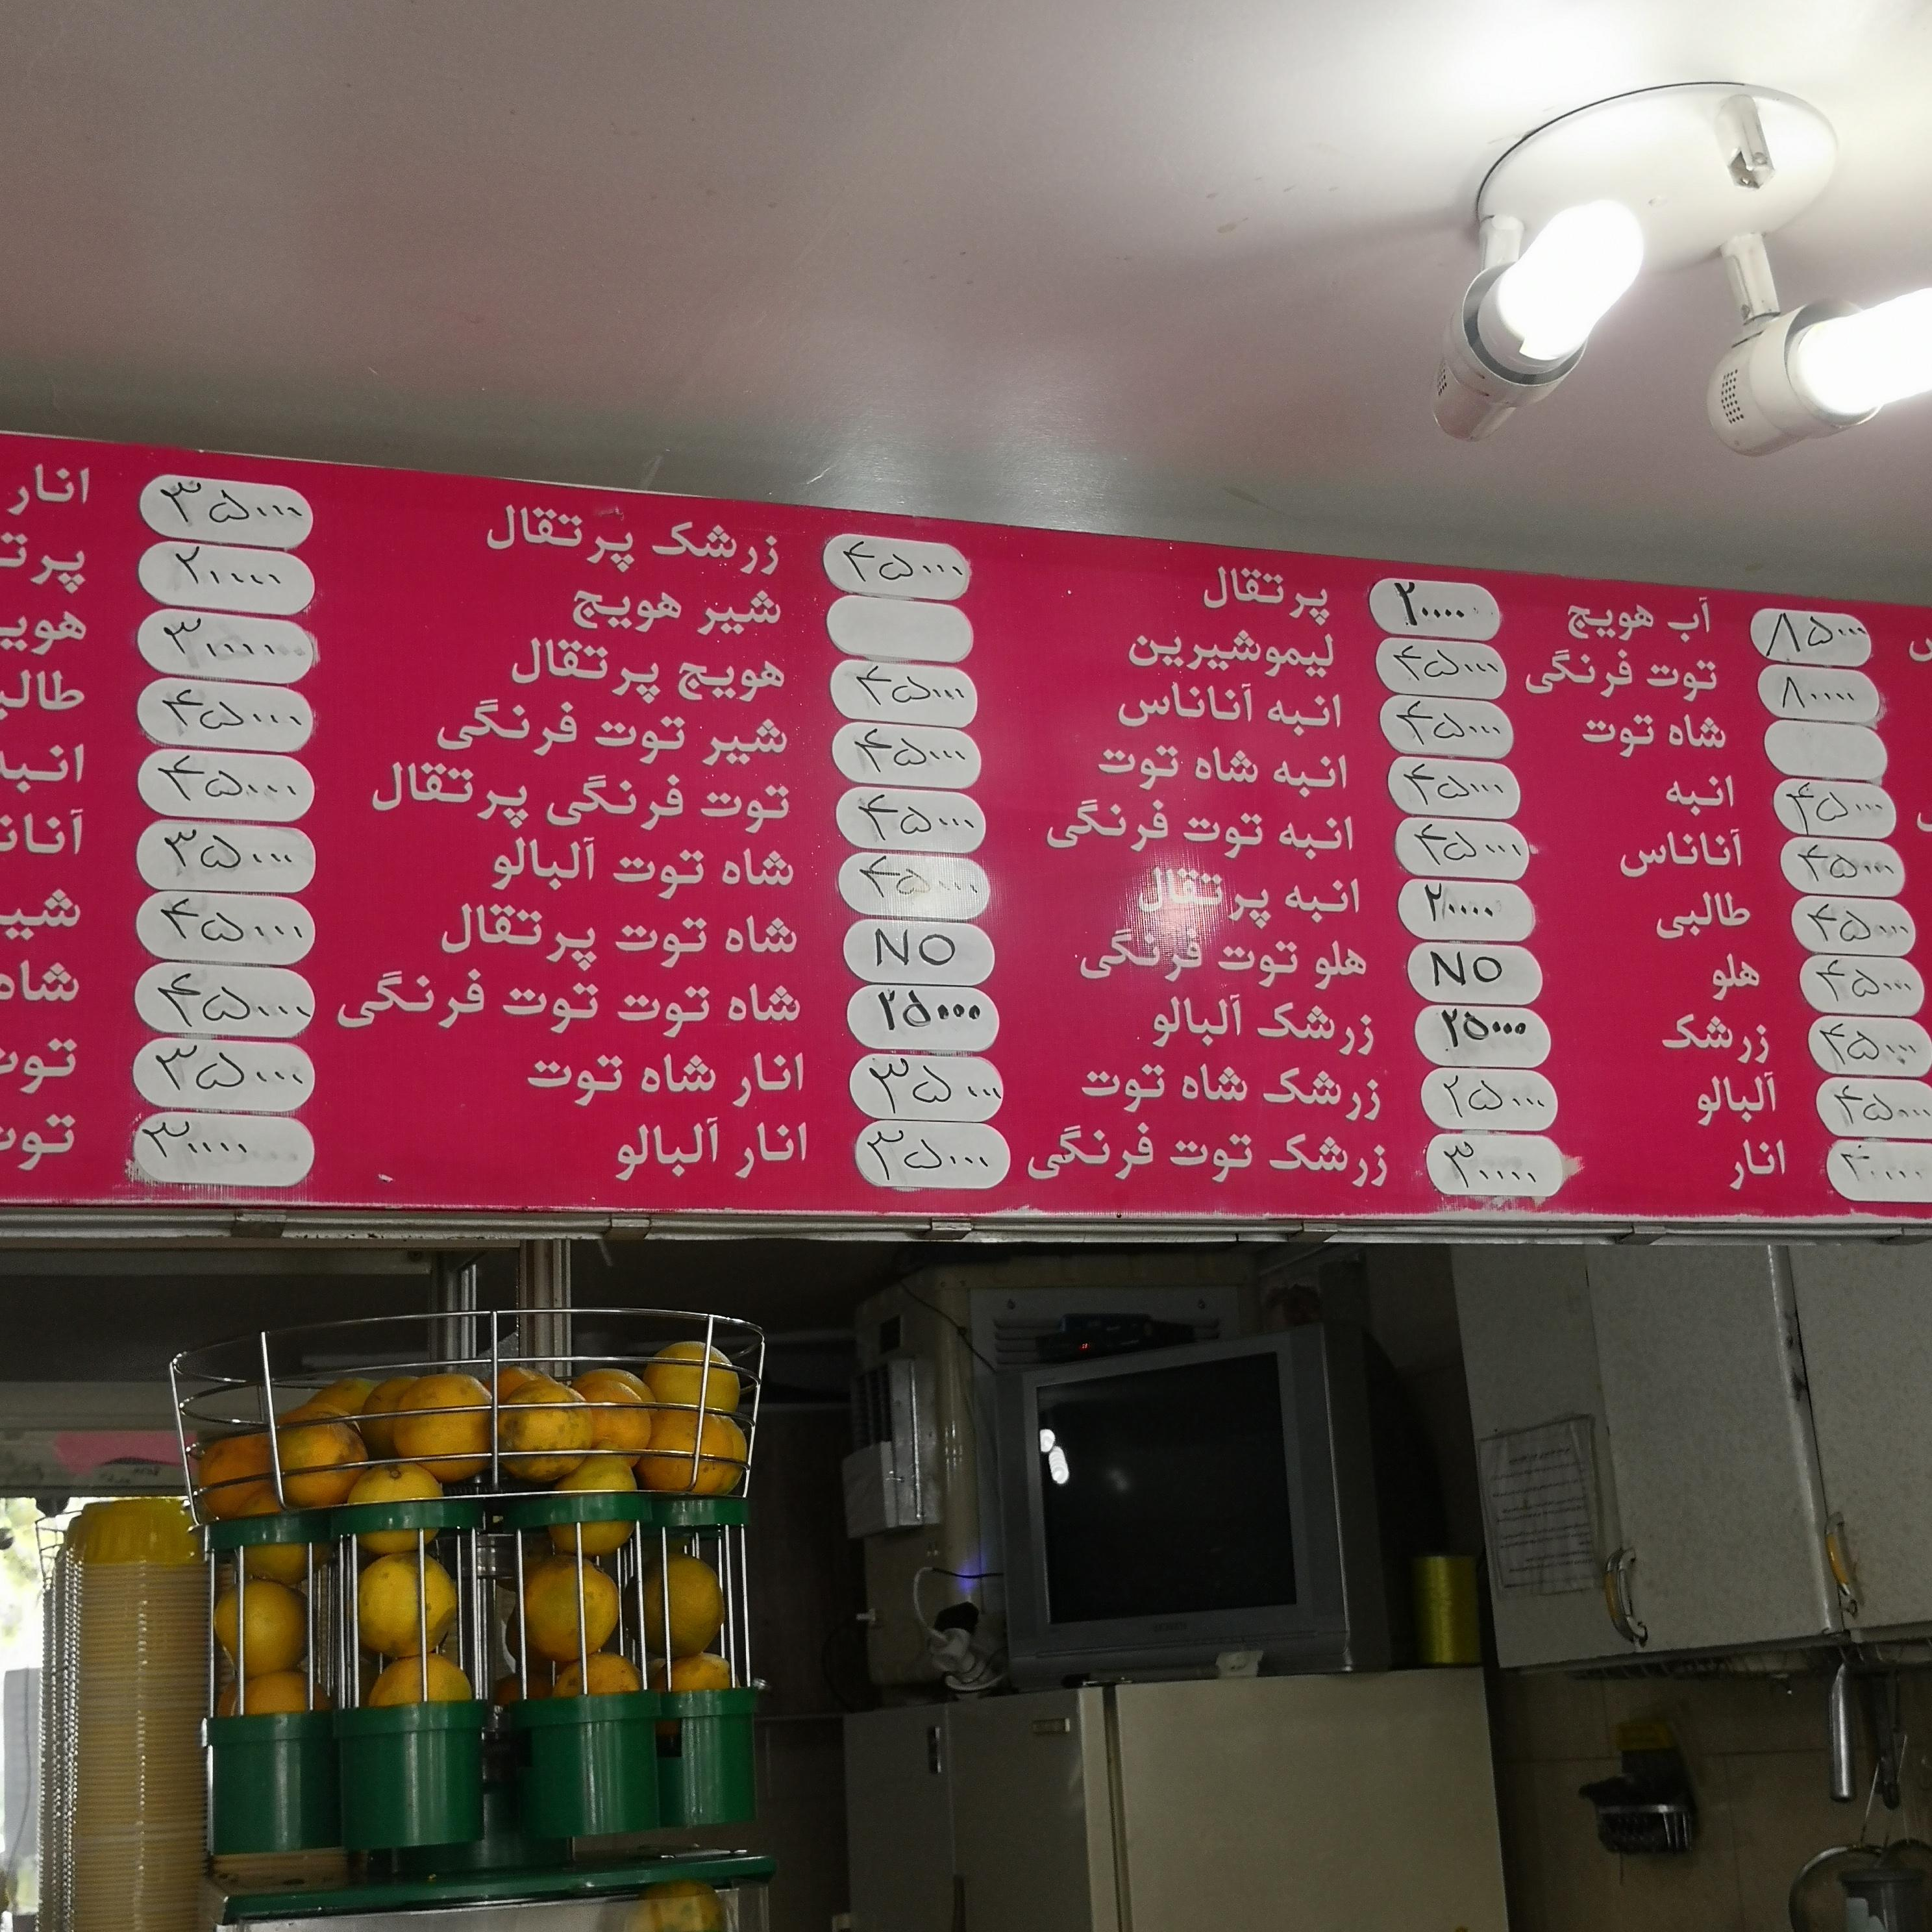 ۸۵۰۰۰
۸۰۰۰۰
۴۵۰۰۰
۴۵۰۰۰
۴۵۰۰۰
۴۵۰۰۰
۴۵۰۰۰
۴۵۰۰۰
آب هویج ۲۰۰۰۰
توت فرنگی ۴۵۰۰۰
شاه توت ۴۵۰۰۰
انبه ۴۵۰۰۰
آناناس ۴۵۰۰۰
طالبی ۲۰۰۰۰
هلو NO
زرشک ۲۵۰۰۰
آلبالو ۲۵۰۰۰
انار ۳۰۰۰۰
پرتقال ۴۵۰۰۰
لیموشیرین
انبه آناناس ۴۵۰۰۰
انبه شاه توت ۴۵۰۰۰
انبه توت فرنگی ۴۵۰۰۰
انبه پرتقال ۴۵۰۰۰
هلو توت فرنگی NO
زرشک آلبالو ۲۵۰۰۰
زرشک شاه توت ۳۵۰۰۰
زرشک توت فرنگی ۳۵۰۰۰
زرشک پرتقال ۳۵۰۰۰
شیر هویج ۲۰۰۰۰
هویج پرتقال ۳۰۰۰۰
شیر توت فرنگی ۴۵۰۰۰
توت فرنگی پرتقال ۴۵۰۰۰
شاه توت آلبالو ۳۵۰۰۰
شاه توت پرتقال ۴۵۰۰۰
شاه توت توت فرنگی ۴۵۰۰۰
انار شاه توت ۳۵۰۰۰
انار آلبالو ۳۰۰۰۰
انار
شاه
توت
توت